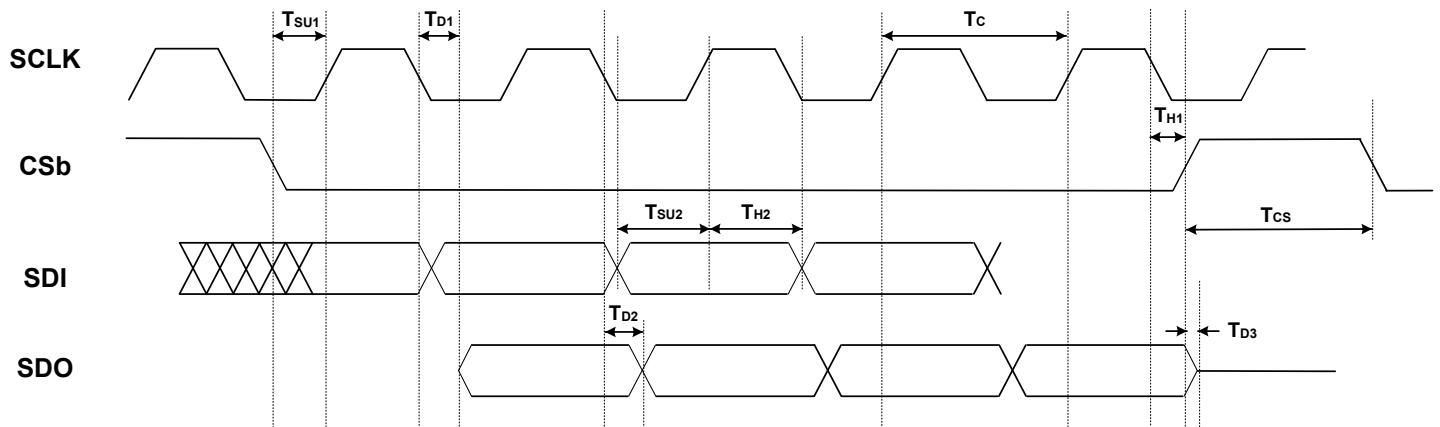 TSU1 TD1 TC
SCLK
TH1
CSb
TSU2 TH2 TCS
SDI
TD2 TD3
SDO